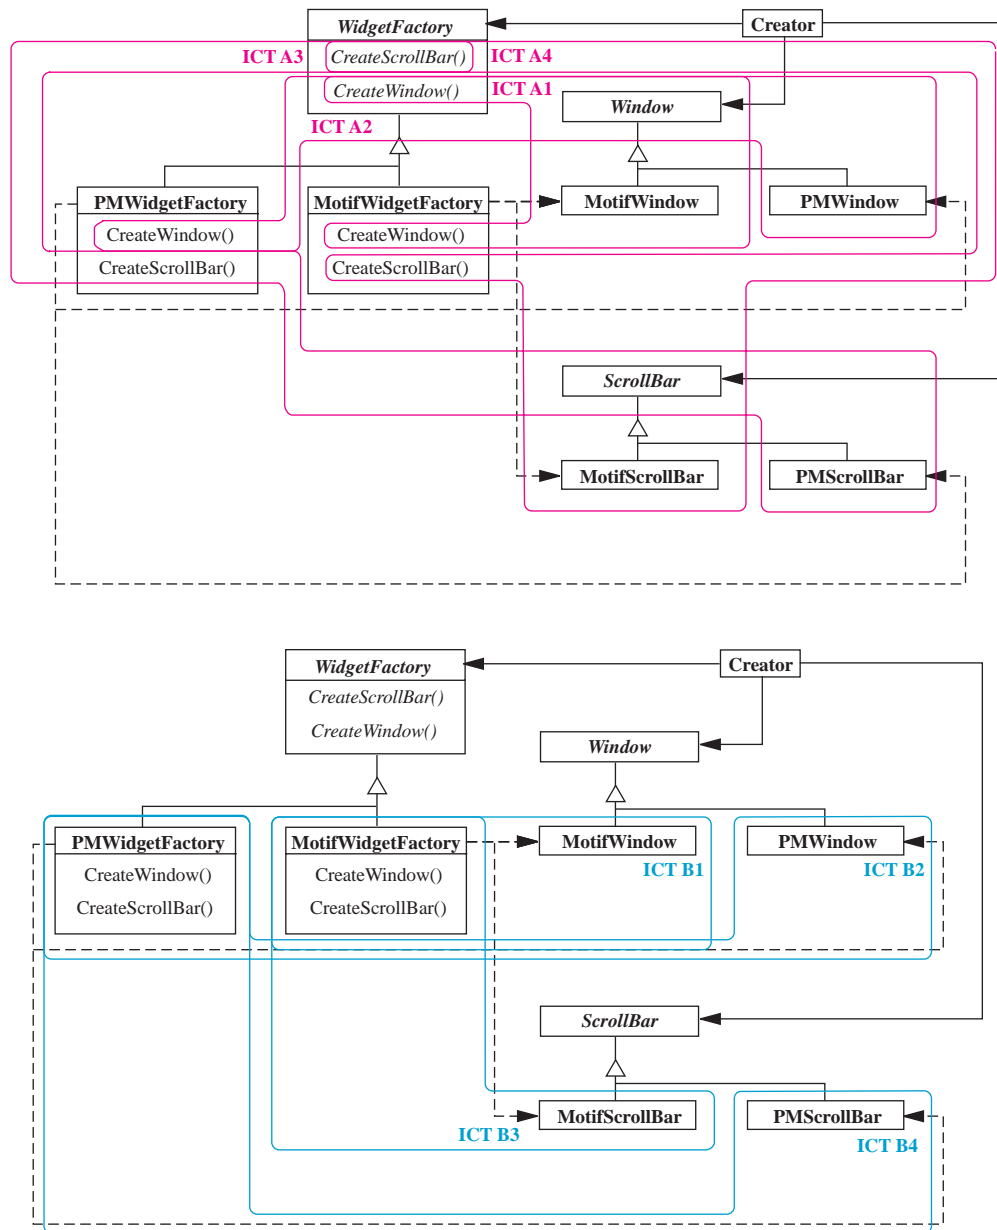 WidgetFactory
Creator
ICT A3
CreateScrollBar()
ICT A4
CreateWindow()
ICT A1
Window
ICT A2
PMWidgetFactory
MotifWidgetFactory
MotifWindow
PMWindow
CreateWindow()
CreateWindow()
CreateScrollBar()
CreateScrollBar()
ScrollBar
MotifScrollBar
PMScrollBar
WidgetFactory
Creator
CreateScrollBar()
CreateWindow()
Window
PMWidgetFactory
MotifWidgetFactory
MotifWindow
PMWindow
ICT B1
ICT B2
CreateWindow()
CreateWindow()
CreateScrollBar()
CreateScrollBar()
ScrollBar
MotifScrollBar
PMScrollBar
ICT B3
ICT B4